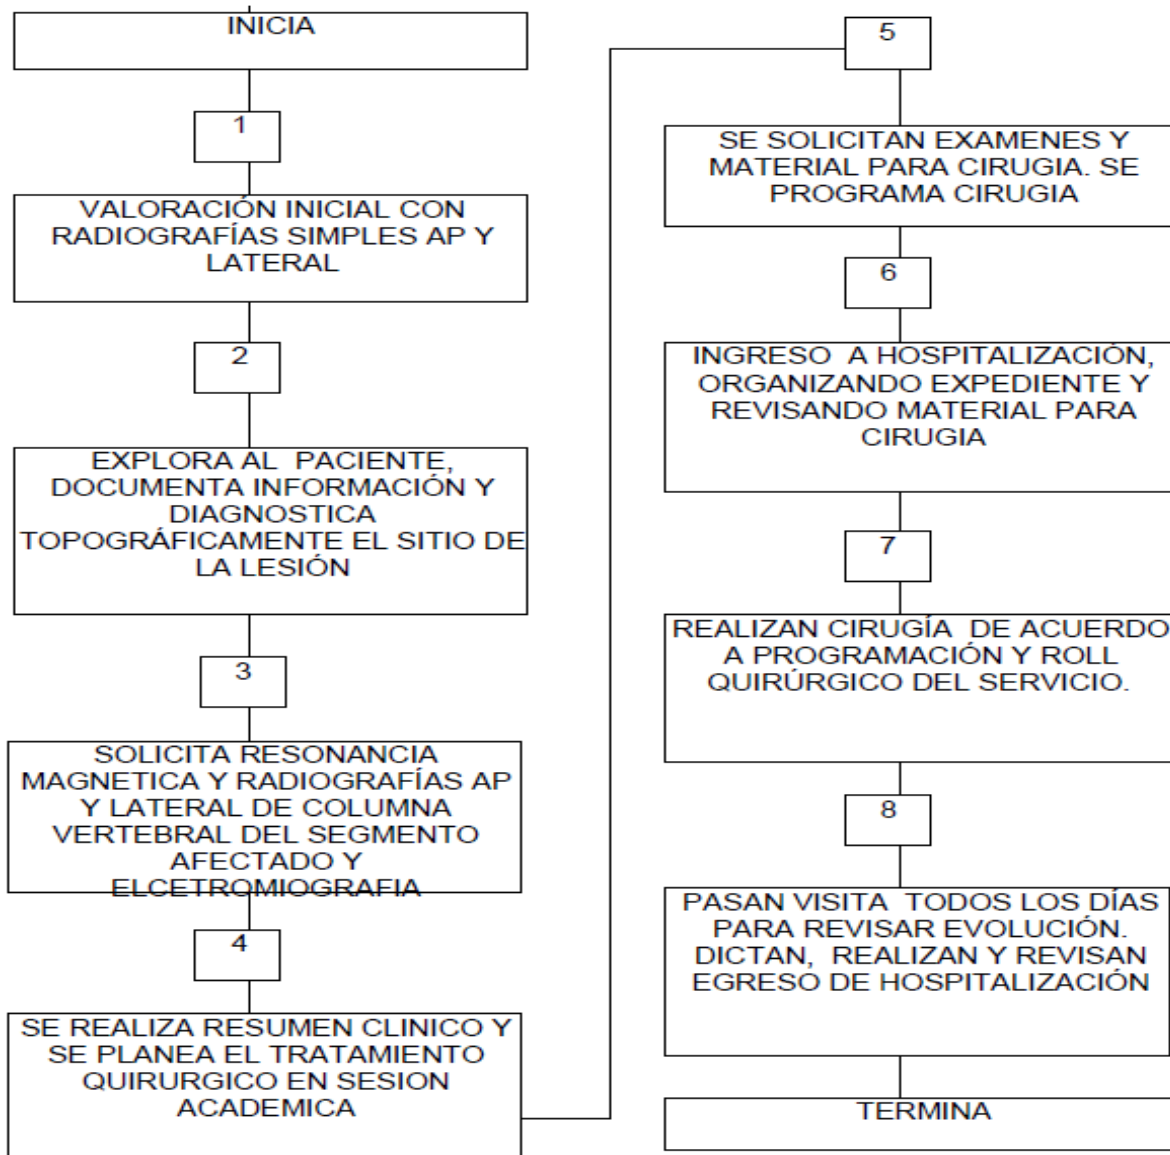 INICIA
1
VALORACIÓN INICIAL CON
RADIOGRAFÍAS SIMPLES AP Y
LATERAL
2
EXPLORA AL PACIENTE,
DOCUMENTA INFORMACIÓN Y
DIAGNOSTICA
TOPOGRÁFICAMENTE EL SITIO DE
LA LESIÓN
3
SOLICITA RESONANCIA
MAGNETICA Y RADIOGRAFÍAS AP
Y LATERAL DE COLUMNA
VERTEBRAL DEL SEGMENTO
AFECTADO Y
ELCETROMIOGRAFIA
4
SE REALIZA RESUMEN CLINICO Y
SE PLANEA EL TRATAMIENTO
QUIRURGICO EN SESION
ACADEMICA
5
SE SOLICITAN EXAMENES Y
MATERIAL PARA CIRUGIA. SE
PROGRAMA CIRUGIA
6
INGRESO A HOSPITALIZACIÓN,
ORGANIZANDO EXPEDIENTE Y
REVISANDO MATERIAL PARA
CIRUGIA
7
REALIZAN CIRUGÍA DE ACUERDO
A PROGRAMACIÓN Y ROLL
QUIRÚRGICO DEL SERVICIO.
8
PASAN VISITA TODOS LOS DÍAS
PARA REVISAR EVOLUCIÓN.
DICTAN, REALIZAN Y REVISAN
EGRESO DE HOSPITALIZACIÓN
TERMINA